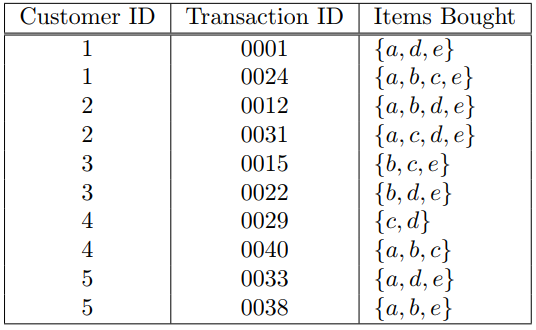 Customer ID Transaction ID Items Bought
1 0001 {a, d, e}
1 0024 {a, b, c, e}
2 0012 {a, b, d, e}
2 0031 {a, c, d, e}
3 0015 {b, c, e}
3 0022 {b, d, e}
4 0029 {c, d}
4 0040 {a, b, c}
5 0033 {a, d, e}
5 0038 {a, b, e}